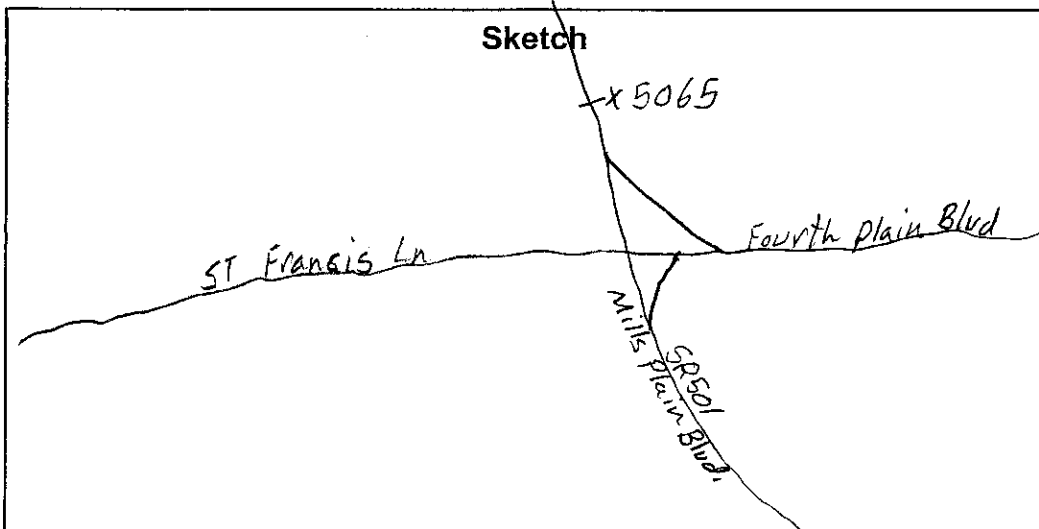 Sketch
x 5065
ST Francis Ln
Fourth Plain Blvd
SR501
Mills Plain Blvd.